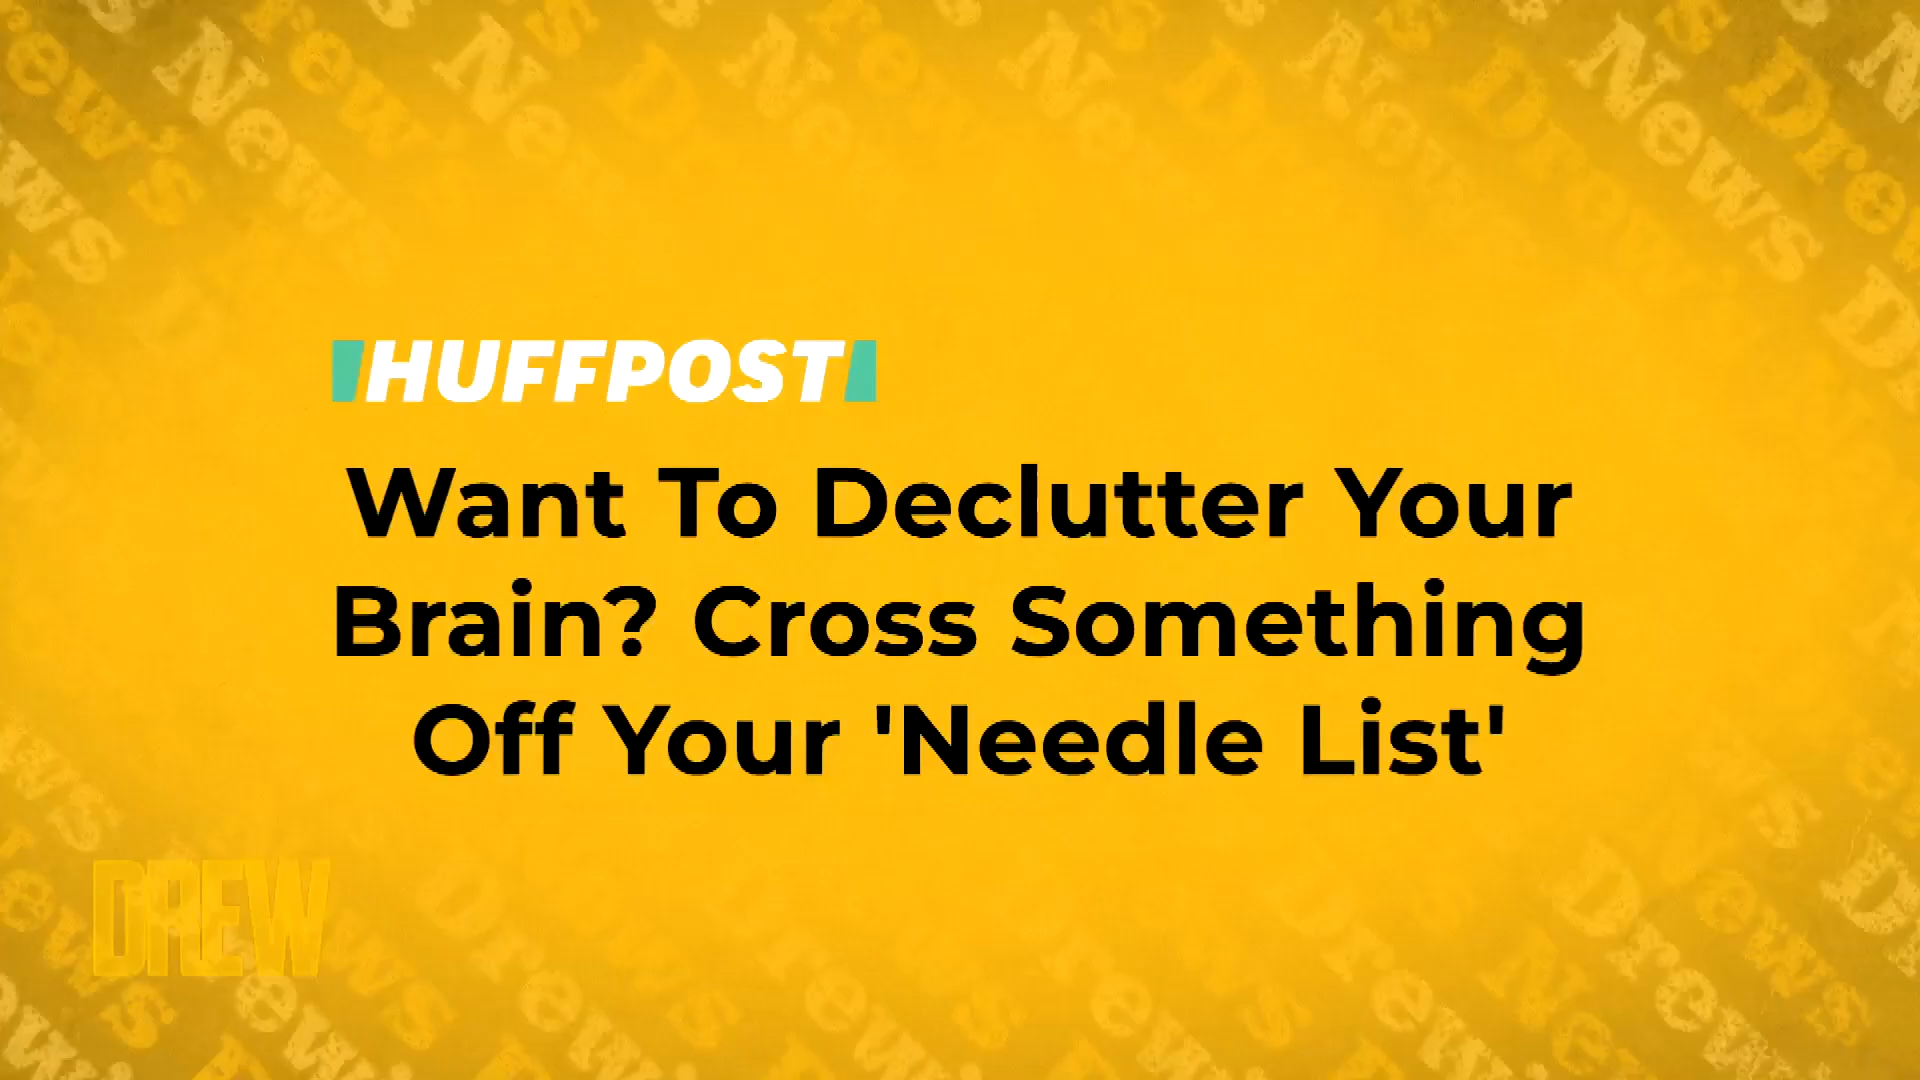 HUFFPOST
Want To Declutter Your
Brain? Cross Something
Off Your 'Needle List'
DREW